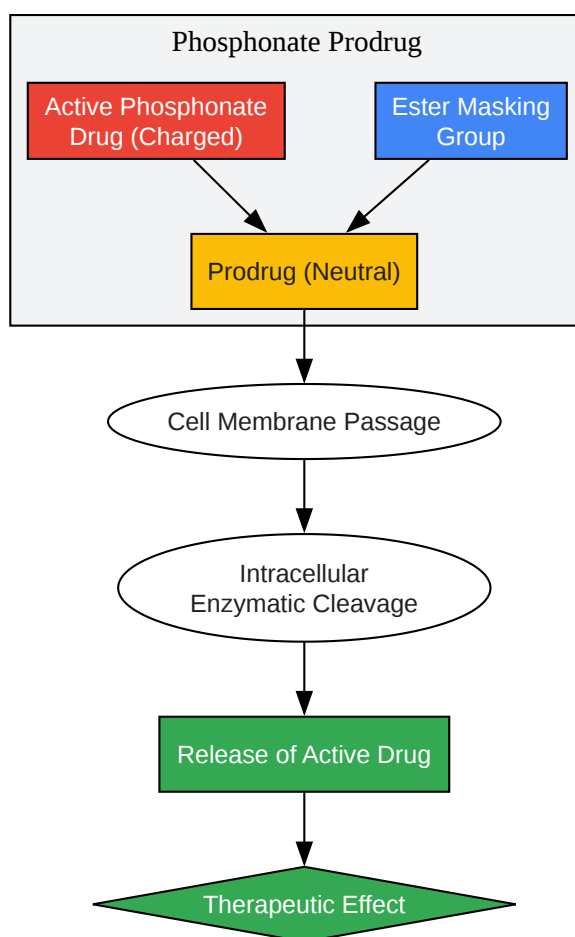 Phosphonate Prodrug
Active Phosphonate
Drug (Charged)
Ester Masking
Group
Prodrug (Neutral)
Cell Membrane Passage
Intracellular
Enzymatic Cleavage
Release of Active Drug
Therapeutic Effect